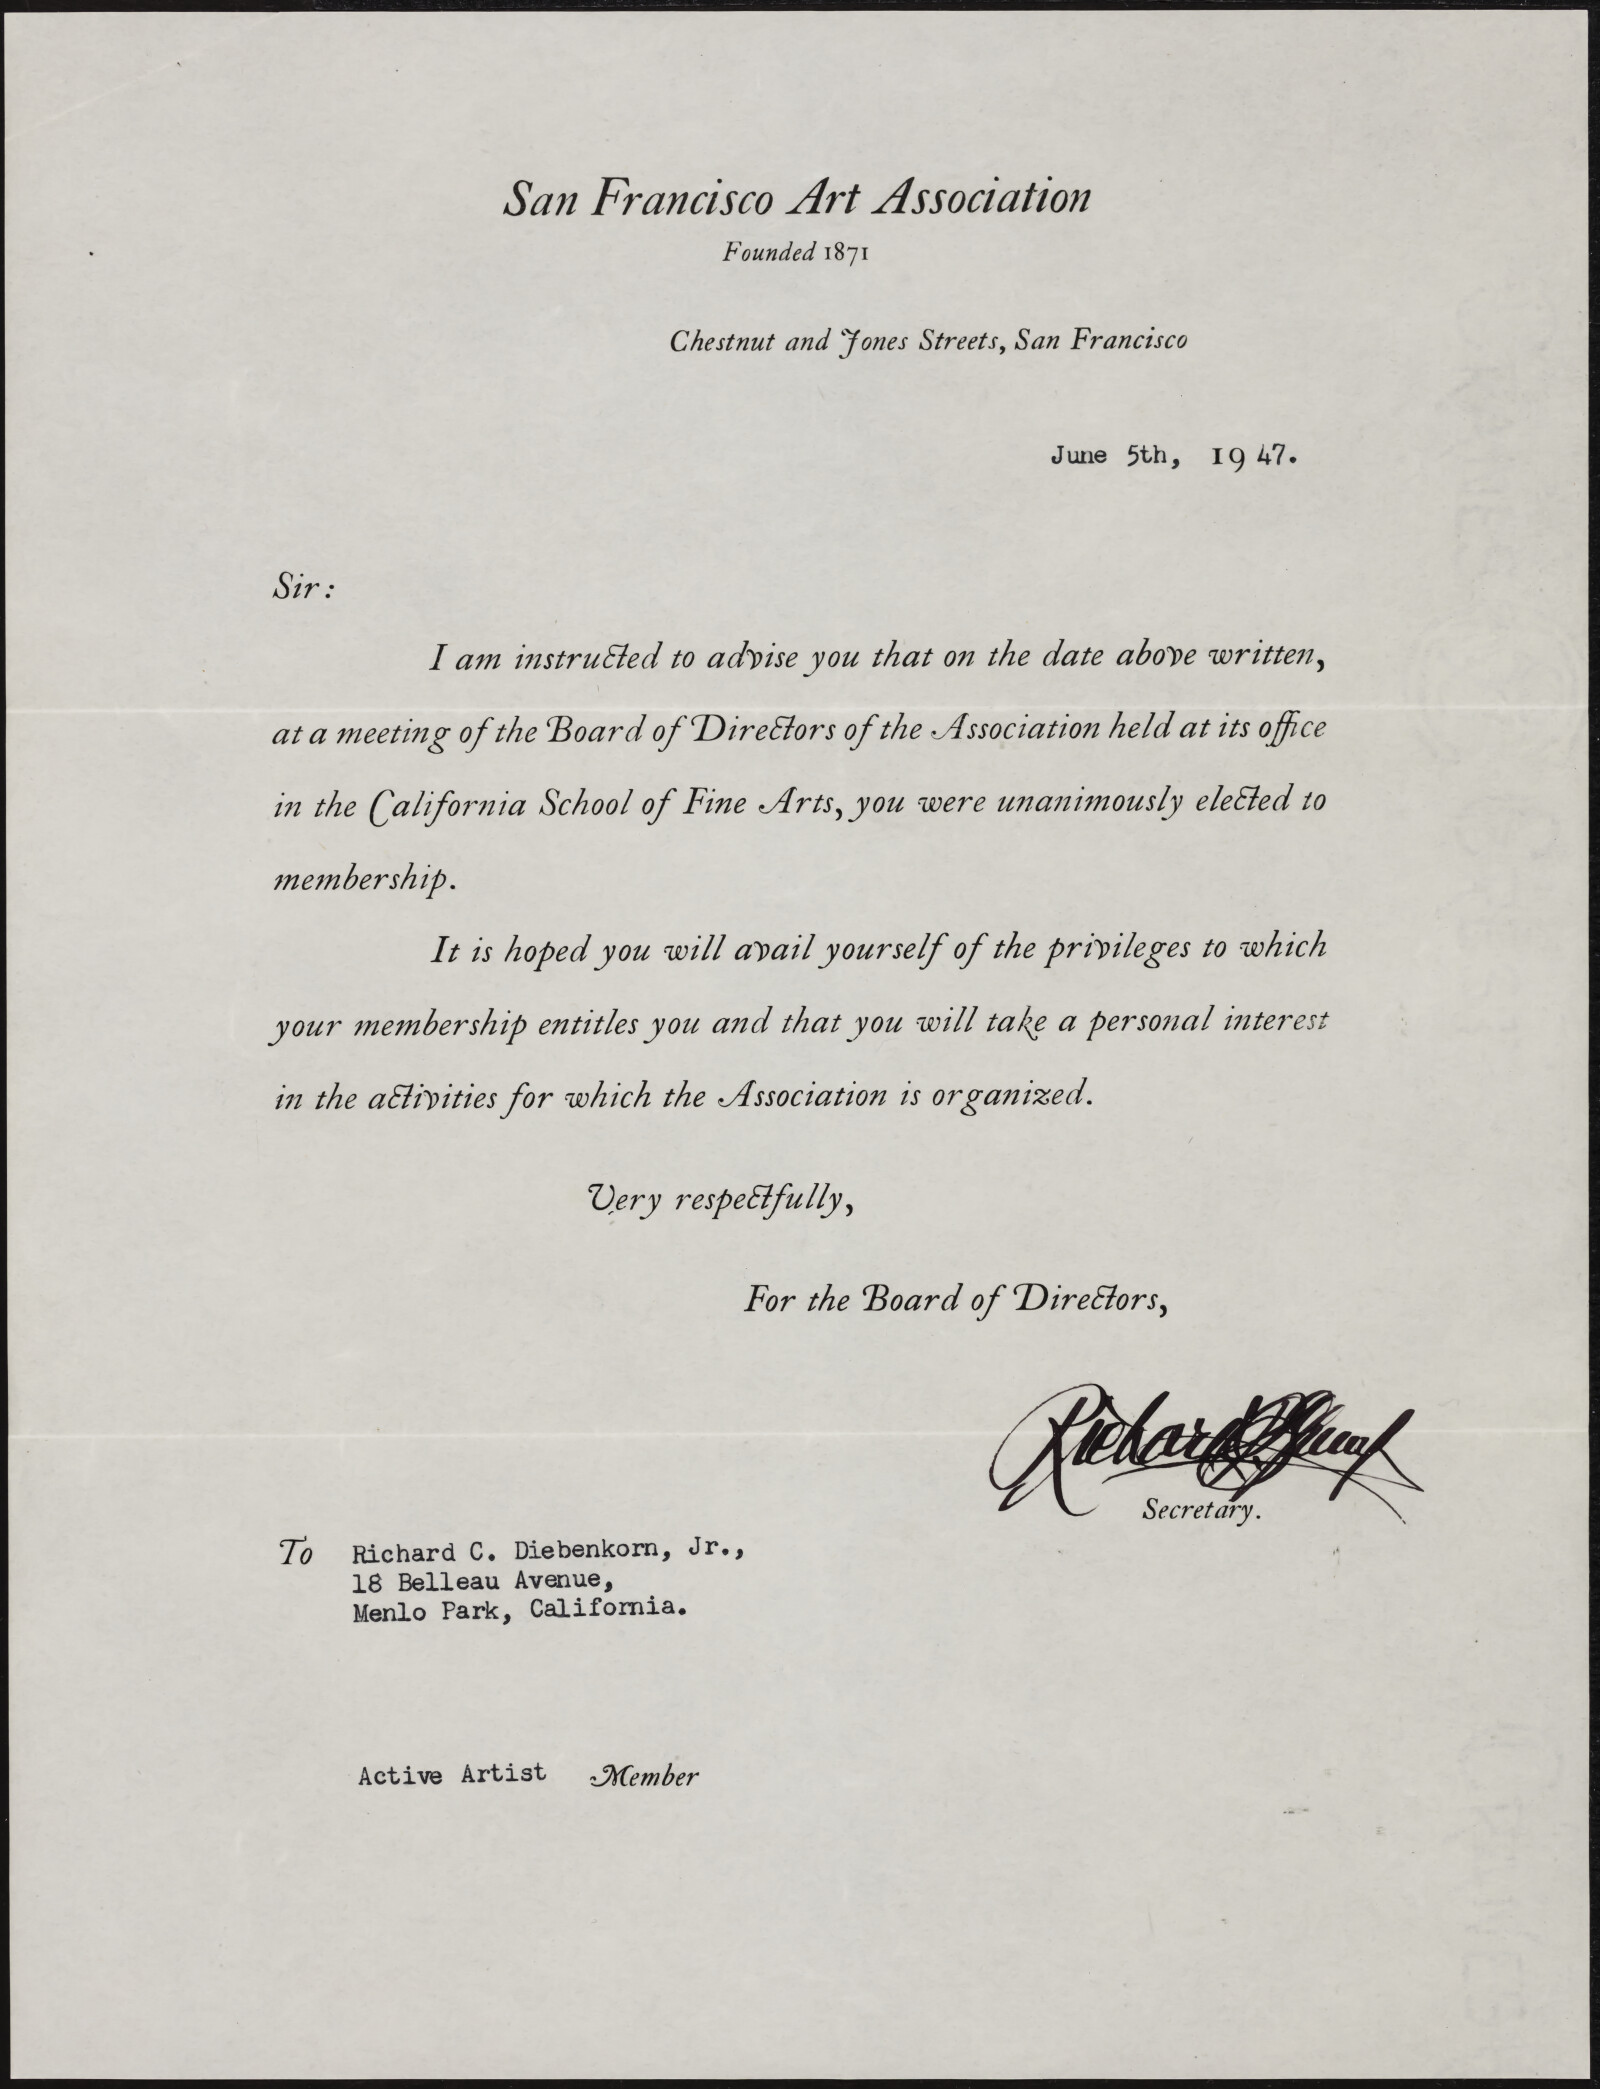 San Francisco Art Association
Founded 1871
Chestnut and Jones Streets, San Francisco
June 5th, 1947.
Sir:
I am instructed to advise you that on the date above written,
at a meeting of the Board of Directors of the Association held at its office
in the California School of Fine Arts, you were unanimously elected to
membership.
It is hoped you will avail yourself of the privileges to which
your membership entitles you and that you will take a personal interest
in the activities for which the Association is organized.
Very respectfully,
For the Board of Directors,
Richard
Secretary.
To Richard C. Diebenkorn, Jr.,
18 Belleau Avenue,
Menlo Park, California.
Active Artist Member